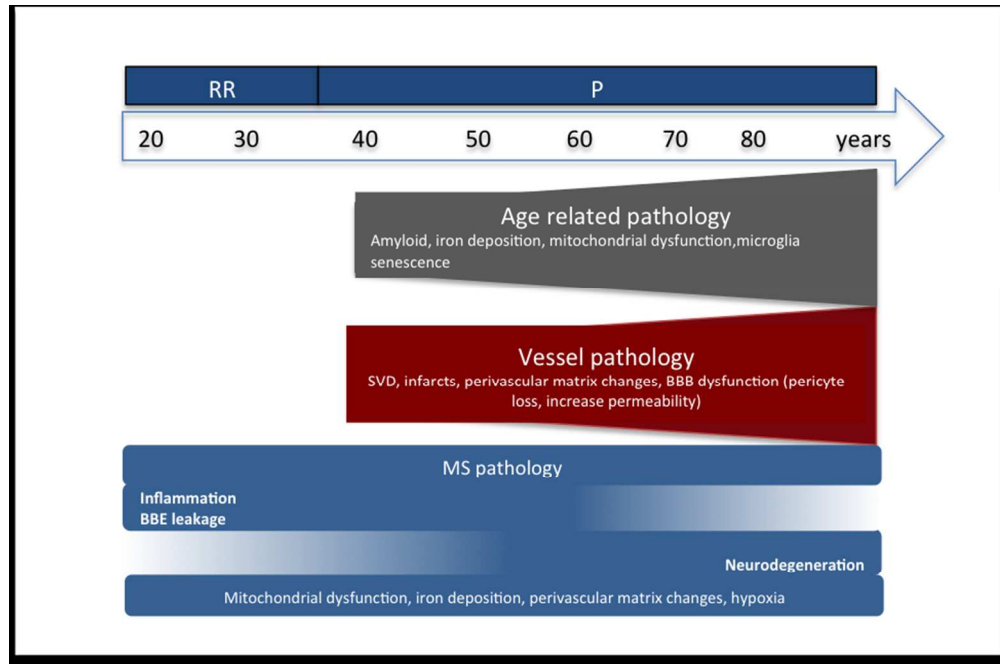 RR P
20 30 40 50 60 70 80 years
Age related pathology
Amyloid, iron deposition, mitochondrial dysfunction,microglia
senescence
Vessel pathology
SVD, infarcts, perivascular matrix changes, BBB dysfunction (pericyte
loss, increase permeability)
MS pathology
Inflammation
BBE leakage
Neurodegeneration
Mitochondrial dysfunction, iron deposition, perivascular matrix changes, hypoxia